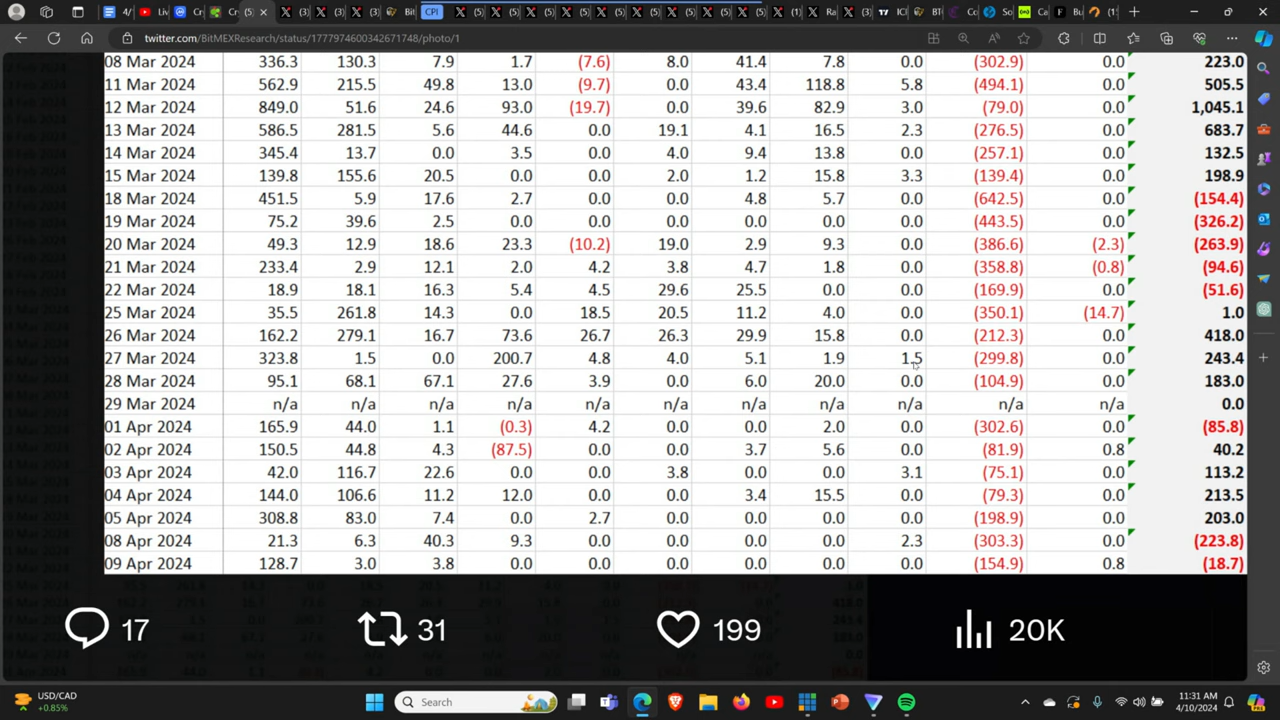 4/ Liv Cr Cr (5) (3) (3) ( Bit CPI (5) (5) (5) (5) (5) (5) (5) (5) (5) (1) Ra ( ICI BT Co So Ca Bu (1
twitter.com/BitMEXResearch/status/1777974600342671748/photo/1
08 Mar 2024 336.3 130.3 7.9 1.7 (7.6) 8.0 41.4 7.8 0.0 (302.9) 0.0 223.0
11 Mar 2024 562.9 215.5 49.8 13.0 (9.7) 0.0 43.4 118.8 5.8 (494.1) 0.0 505.5
12 Mar 2024 849.0 51.6 24.6 93.0 (19.7) 0.0 39.6 82.9 3.0 (79.0) 0.0 1,045.1
13 Mar 2024 586.5 281.5 5.6 44.6 0.0 19.1 4.1 16.5 2.3 (276.5) 0.0 683.7
14 Mar 2024 345.4 13.7 0.0 3.5 0.0 4.0 9.4 13.8 0.0 (257.1) 0.0 132.5
15 Mar 2024 139.8 155.6 20.5 0.0 0.0 2.0 1.2 15.8 3.3 (139.4) 0.0 198.9
18 Mar 2024 451.5 5.9 17.6 2.7 0.0 0.0 4.8 5.7 0.0 (642.5) 0.0 (154.4)
19 Mar 2024 75.2 39.6 2.5 0.0 0.0 0.0 0.0 0.0 0.0 (443.5) 0.0 (326.2)
20 Mar 2024 49.3 12.9 18.6 23.3 (10.2) 19.0 2.9 9.3 0.0 (386.6) (2.3) (263.9)
21 Mar 2024 233.4 2.9 12.1 2.0 4.2 3.8 4.7 1.8 0.0 (358.8) (0.8) (94.6)
22 Mar 2024 18.9 18.1 16.3 5.4 4.5 29.6 25.5 0.0 0.0 (169.9) 0.0 (51.6)
25 Mar 2024 35.5 261.8 14.3 0.0 18.5 20.5 11.2 4.0 0.0 (350.1) (14.7) 1.0
26 Mar 2024 162.2 279.1 16.7 73.6 26.7 26.3 29.9 15.8 0.0 (212.3) 0.0 418.0
27 Mar 2024 323.8 1.5 0.0 200.7 4.8 4.0 5.1 1.9 1.5 (299.8) 0.0 243.4
28 Mar 2024 95.1 68.1 67.1 27.6 3.9 0.0 6.0 20.0 0.0 (104.9) 0.0 183.0
29 Mar 2024 n/a n/a n/a n/a n/a n/a n/a n/a n/a n/a n/a 0.0
01 Apr 2024 165.9 44.0 1.1 (0.3) 4.2 0.0 0.0 2.0 0.0 (302.6) 0.0 (85.8)
02 Apr 2024 150.5 44.8 4.3 (87.5) 0.0 0.0 3.7 5.6 0.0 (81.9) 0.8 40.2
03 Apr 2024 42.0 116.7 22.6 0.0 0.0 3.8 0.0 0.0 3.1 (75.1) 0.0 113.2
04 Apr 2024 144.0 106.6 11.2 12.0 0.0 0.0 3.4 15.5 0.0 (79.3) 0.0 213.5
05 Apr 2024 308.8 83.0 7.4 0.0 2.7 0.0 0.0 0.0 0.0 (198.9) 0.0 203.0
08 Apr 2024 21.3 6.3 40.3 9.3 0.0 0.0 0.0 0.0 2.3 (303.3) 0.0 (223.8)
09 Apr 2024 128.7 3.0 3.8 0.0 0.0 0.0 0.0 0.0 0.0 (154.9) 0.8 (18.7)
17 31 199 20K
USD/CAD
+0.85%
Search
11:31 AM
4/10/2024